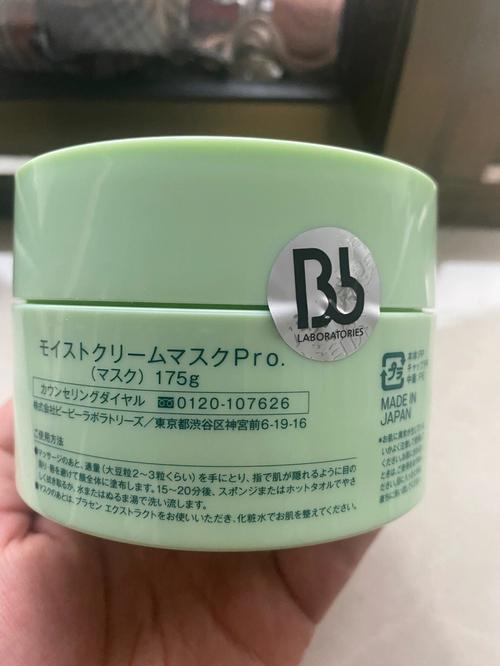 Bb
LABORATORIES
モイストクリームマスクPro.
(マスク) 175g
カウンセリングダイヤル 0120-107626
株式会社ビービーラボラトリーズ/東京都渋谷区神宮前6-19-16
ご使用方法
●マッサージのあと、適量(大豆粒2〜3粒くらい)を手にとり、指で肌が隠れるように目の
周り・唇を避けて顔全体に塗布します。15〜20分後、スポンジまたはホットタオルでやさ
しく拭き取るか、水またはぬるま湯で洗い流します。
●マスクのあとは、プラセン エクストラクトをお使いいただき、化粧水でお肌を整えてください。
プラ
MADE IN
JAPAN